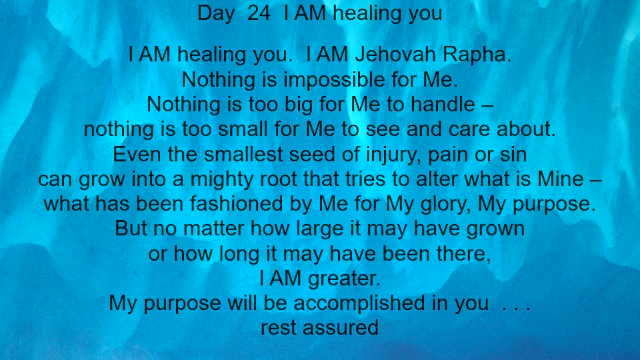 Day  24  I AM healing you
I AM healing you.  I AM Jehovah Rapha.
Nothing is impossible for Me.
Nothing is too big for Me to handle –
nothing is too small for Me to see and care about.
Even the smallest seed of injury, pain or sin
can grow into a mighty root that tries to alter what is Mine –
what has been fashioned by Me for My glory, My purpose.
But no matter how large it may have grown
or how long it may have been there,
I AM greater.
My purpose will be accomplished in you  . . .
rest assured